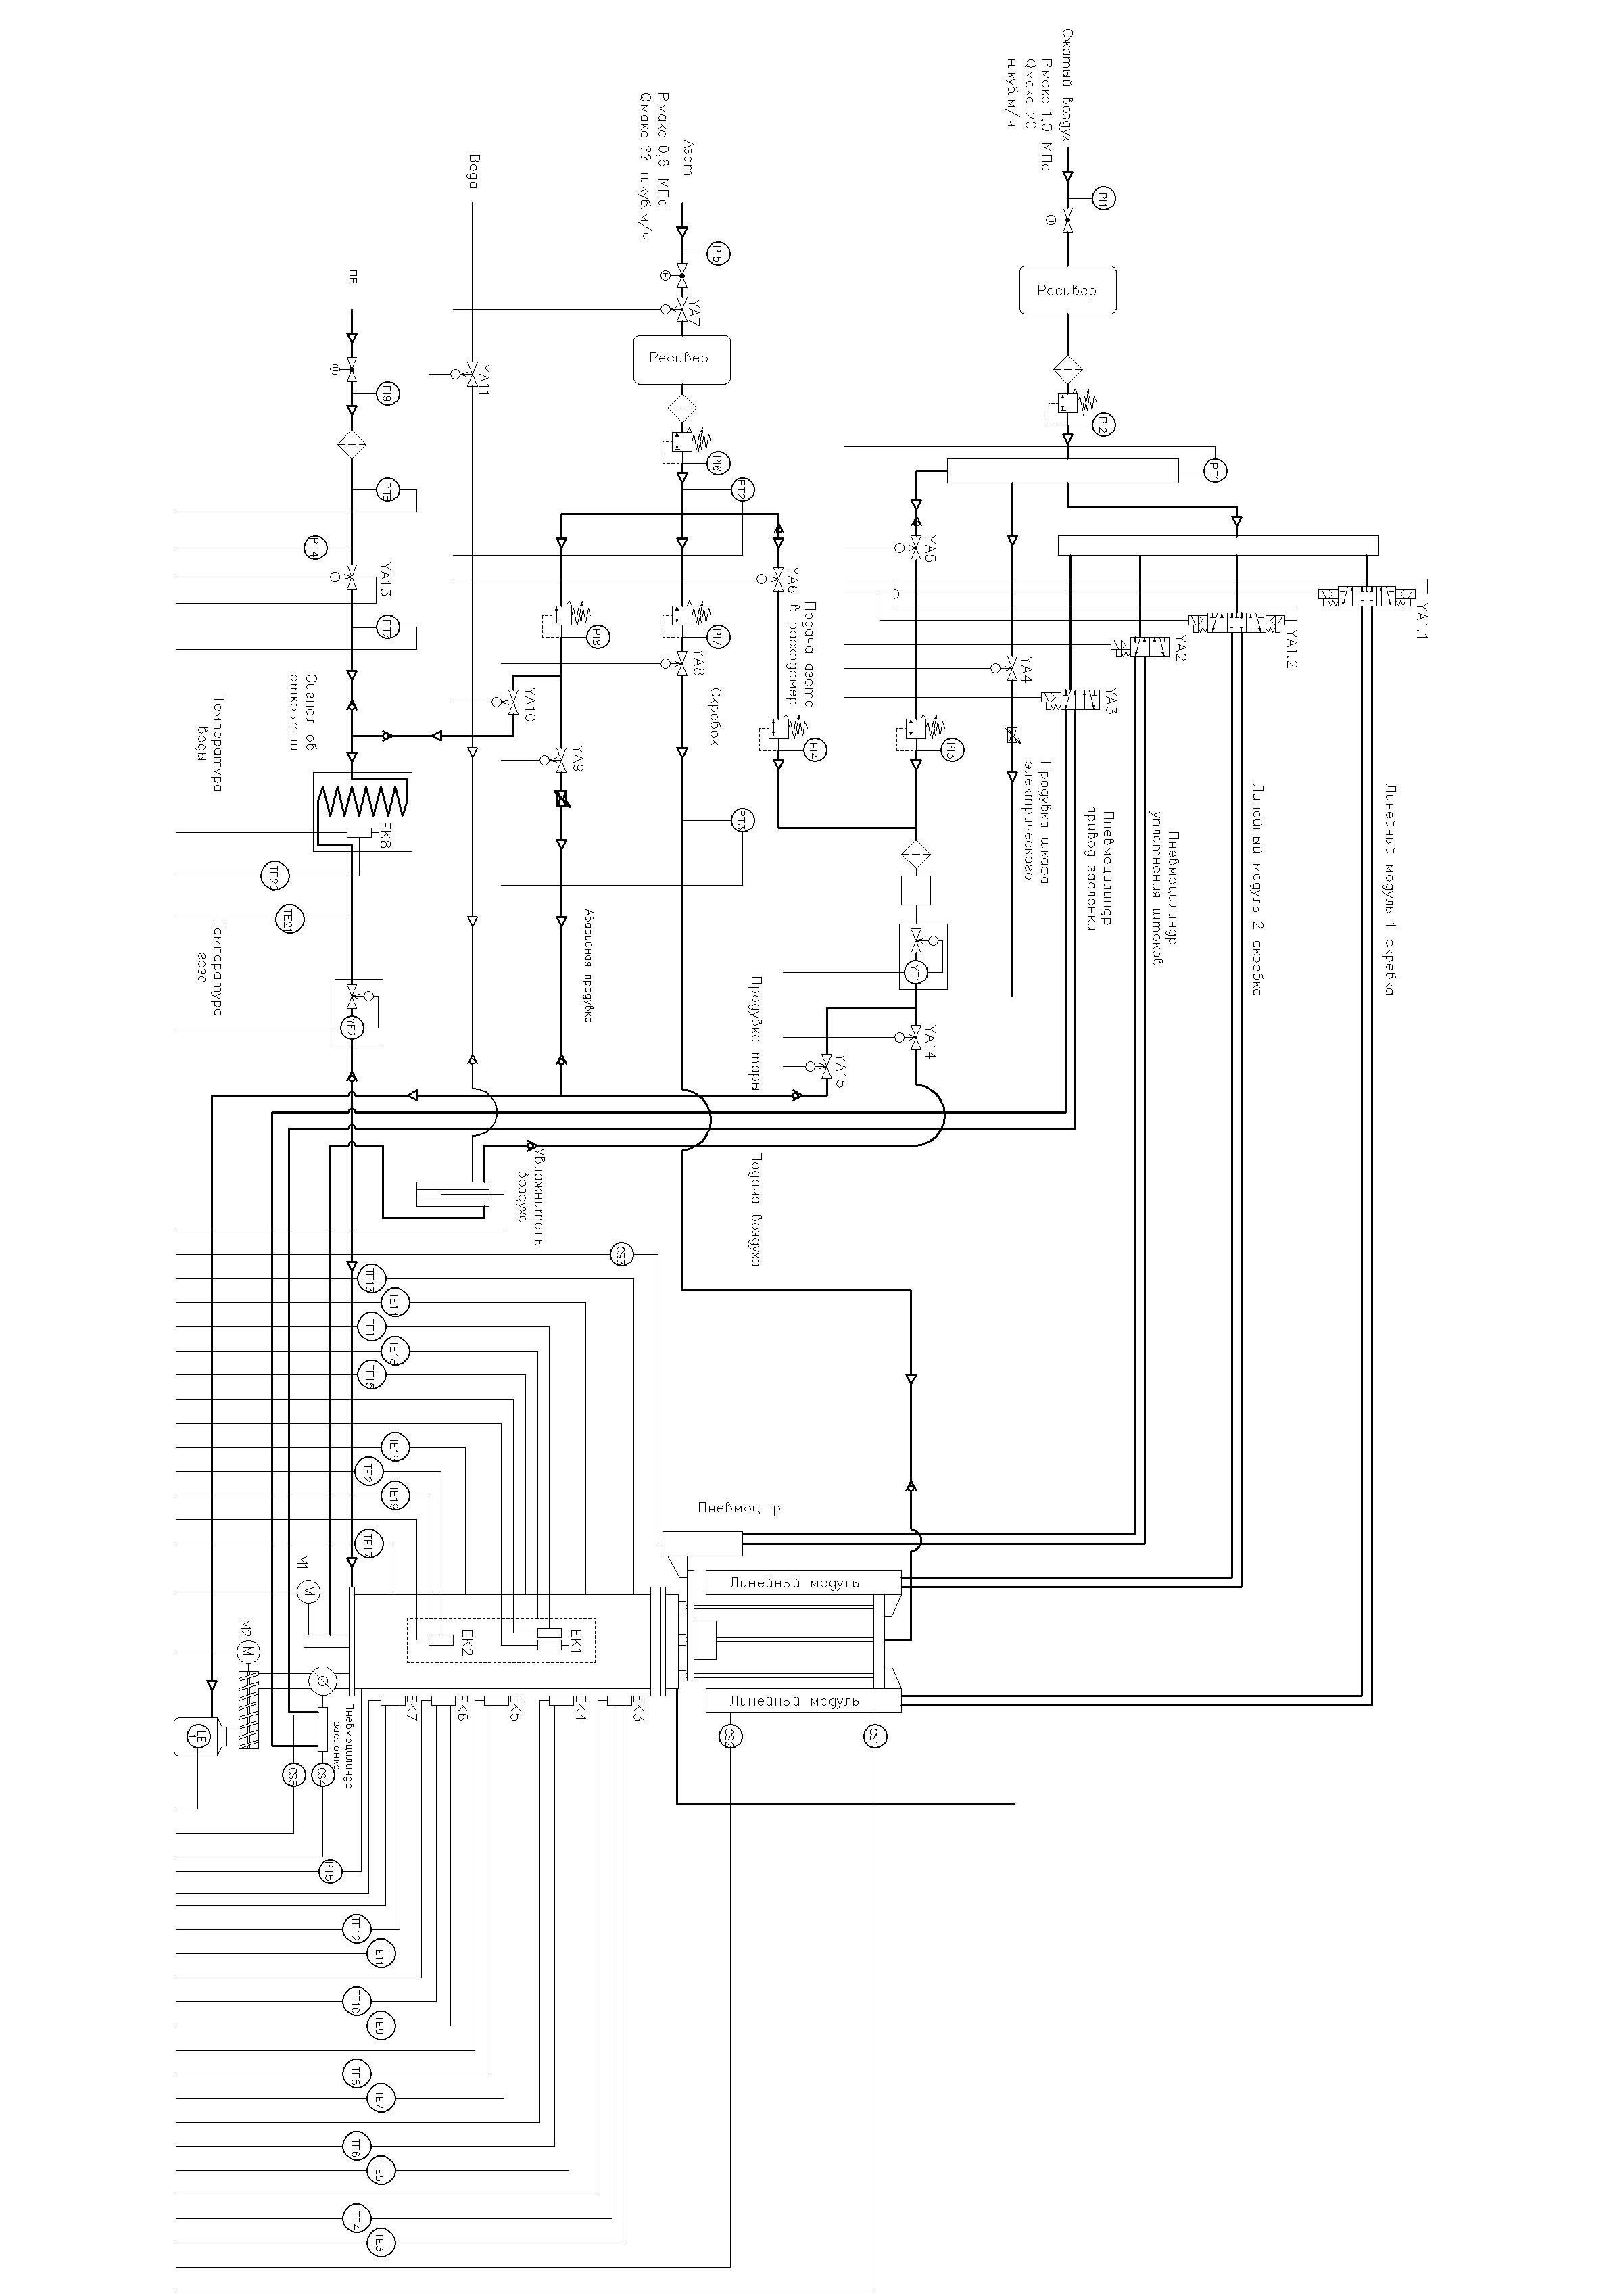 YA1.1
Линейный модуль 1 скребка
YA1.2
Линейный модуль 2 скребка
PT1
YA2
Пневмоцилиндр
уплотнения штоков
YA3
Пневмоцилиндр
привод заслонки
PI1
Ресивер
PI2
Сжатый воздух
Pмакс 1,0 МПа
Qмакс 20
н.куб.м/ч
H
YA4
Продувка шкафа
электрического
YA5
PI3
YE1
YA14
YA15
CS1
Линейный модуль
Линейный модуль
CS2
Подача азота
в расходомер
YA6
PI4
Продувка тары
Подача воздуха
Пневмоц-р
PT2
PT3
PI5
YA7
Ресивер
PI6
PI7
YA8
Скребок
Азот
Pмакс 0,6 МПа
Qмакс ?? н.куб.м/ч
H
CS3
EK3
PI8
YA9
Аварийная продувка
EK1
EK4
YA10
Увлажнитель
воздуха
EK5
Вода
YA11
EK2
EK6
EK7
PI9
PT6
YA13
PT7
EK8
ПБ
H
PT4
YE2
TE14
TE18
TE16
TE19
TE13
TE1
TE15
TE2
TE17
TE11
TE9
TE7
TE5
TE3
TE12
TE10
TE8
TE6
TE4
Пневмоцилиндр
заслонка
CS4
PT5
CS5
M1
M
Сигнал об
открытии
TE20
TE21
M2
M
Температура
воды
Температура
газа
LE
1